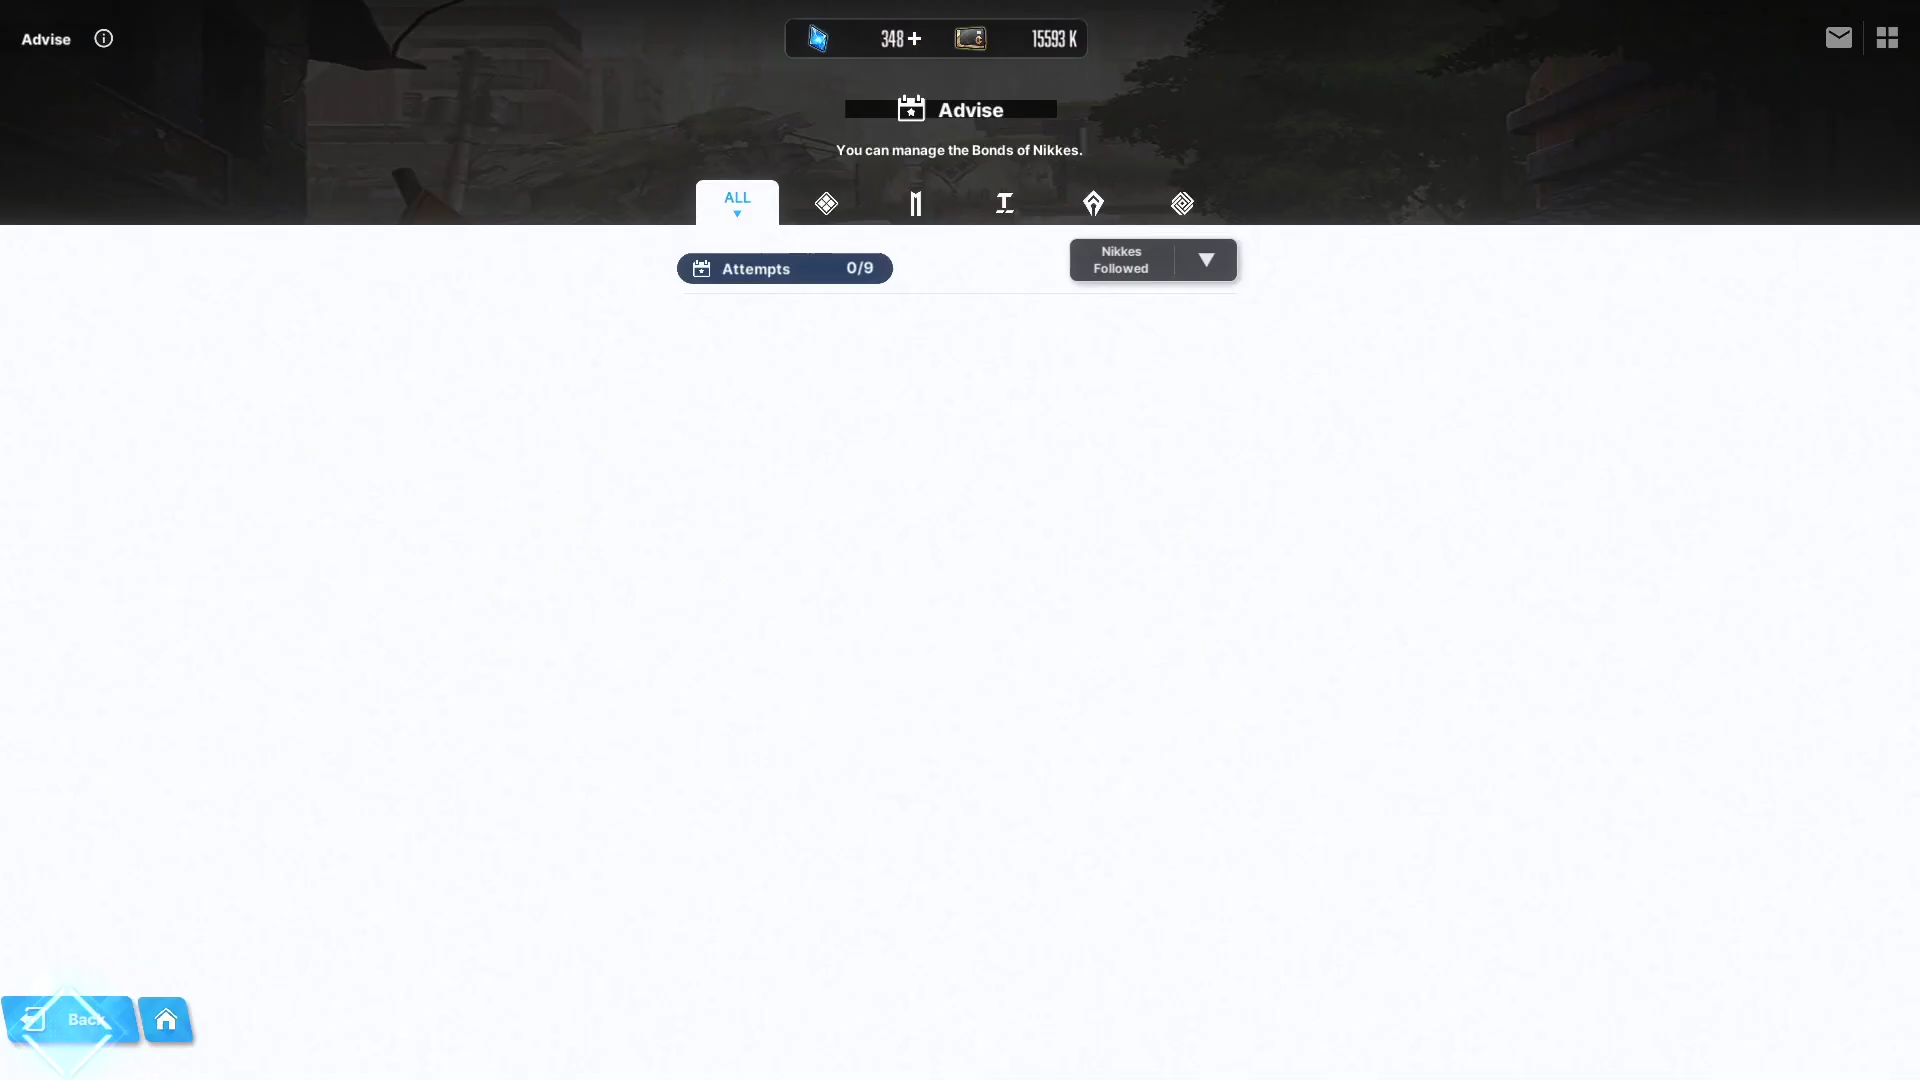 Advise
348
15593 K
Advise
You can manage the Bonds of Nikkes.
ALL
Attempts 0/9
Nikkes
Followed
Back